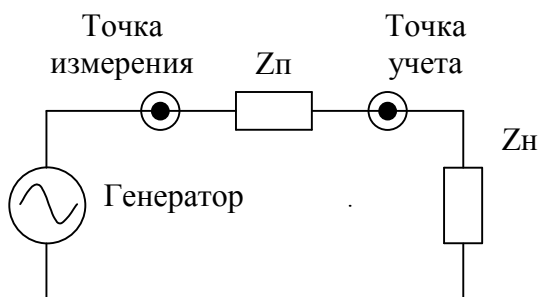 Точка
измерения
Zп
Точка
учета
Zн
Генератор